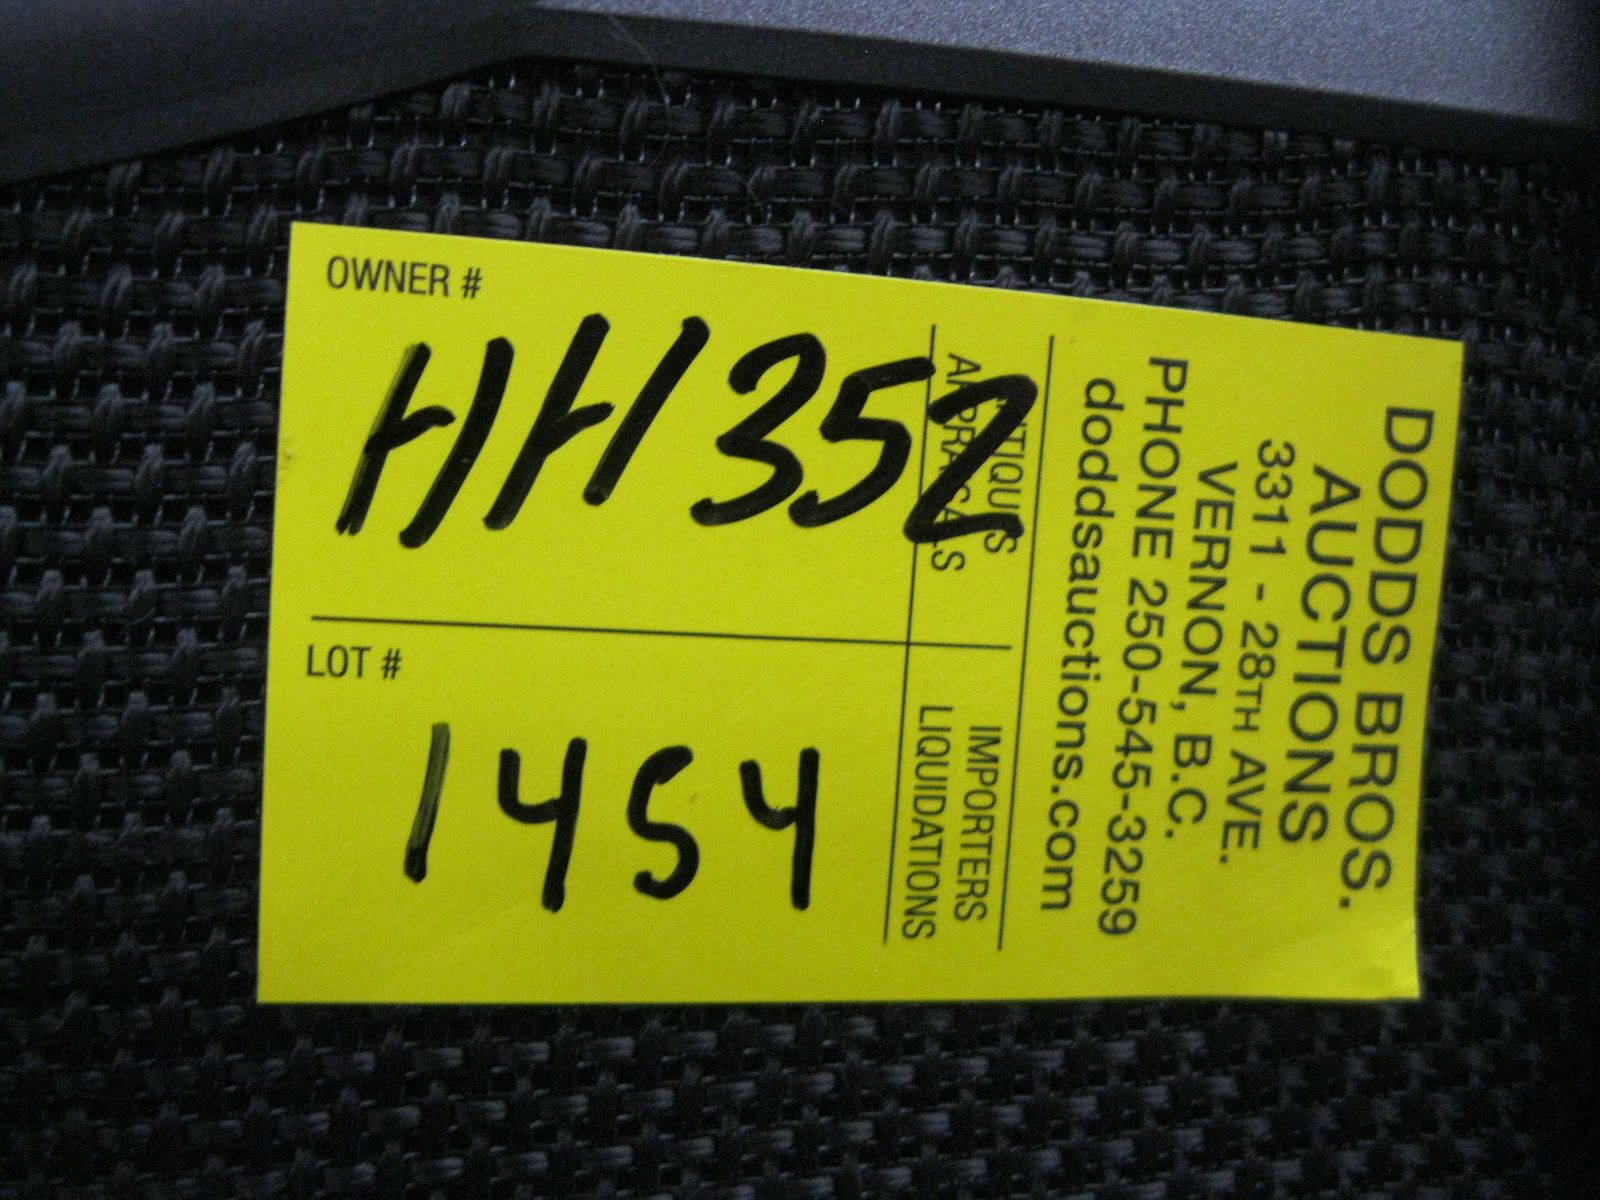 OWNER #
HH352
LOT #
1454
ANTIQUES
APPRAISALS
IMPORTERS
LIQUIDATIONS
DODDS BROS.
AUCTIONS
3311 - 28TH AVE.
VERNON, B.C.
PHONE 250-545-3259
doddsauctions.com